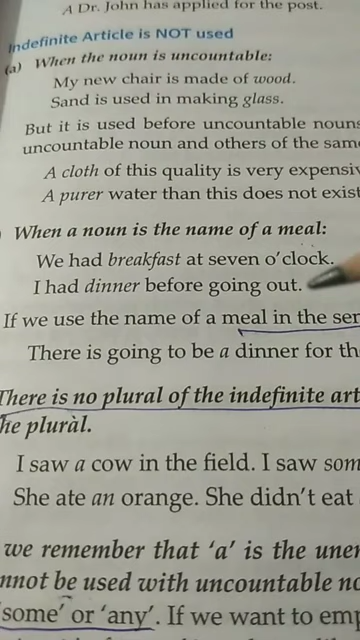 A Dr. John has applied for the post.
Indefinite Article is NOT used
(a) When the noun is uncountable:
My new chair is made of wood.
Sand is used in making glass.
But it is used before uncountable nouns
uncountable noun and others of the same
A cloth of this quality is very expensiv
A purer water than this does not exist
When a noun is the name of a meal:
We had breakfast at seven o'clock.
I had dinner before going out.
If we use the name of a meal in the sen
There is going to be a dinner for th
There is no plural of the indefinite art
he plural.
I saw a cow in the field. I saw som
She ate an orange. She didn't eat
we remember that 'a' is the une
nnot be used with uncountable no
'some' or 'any'. If we want to emp